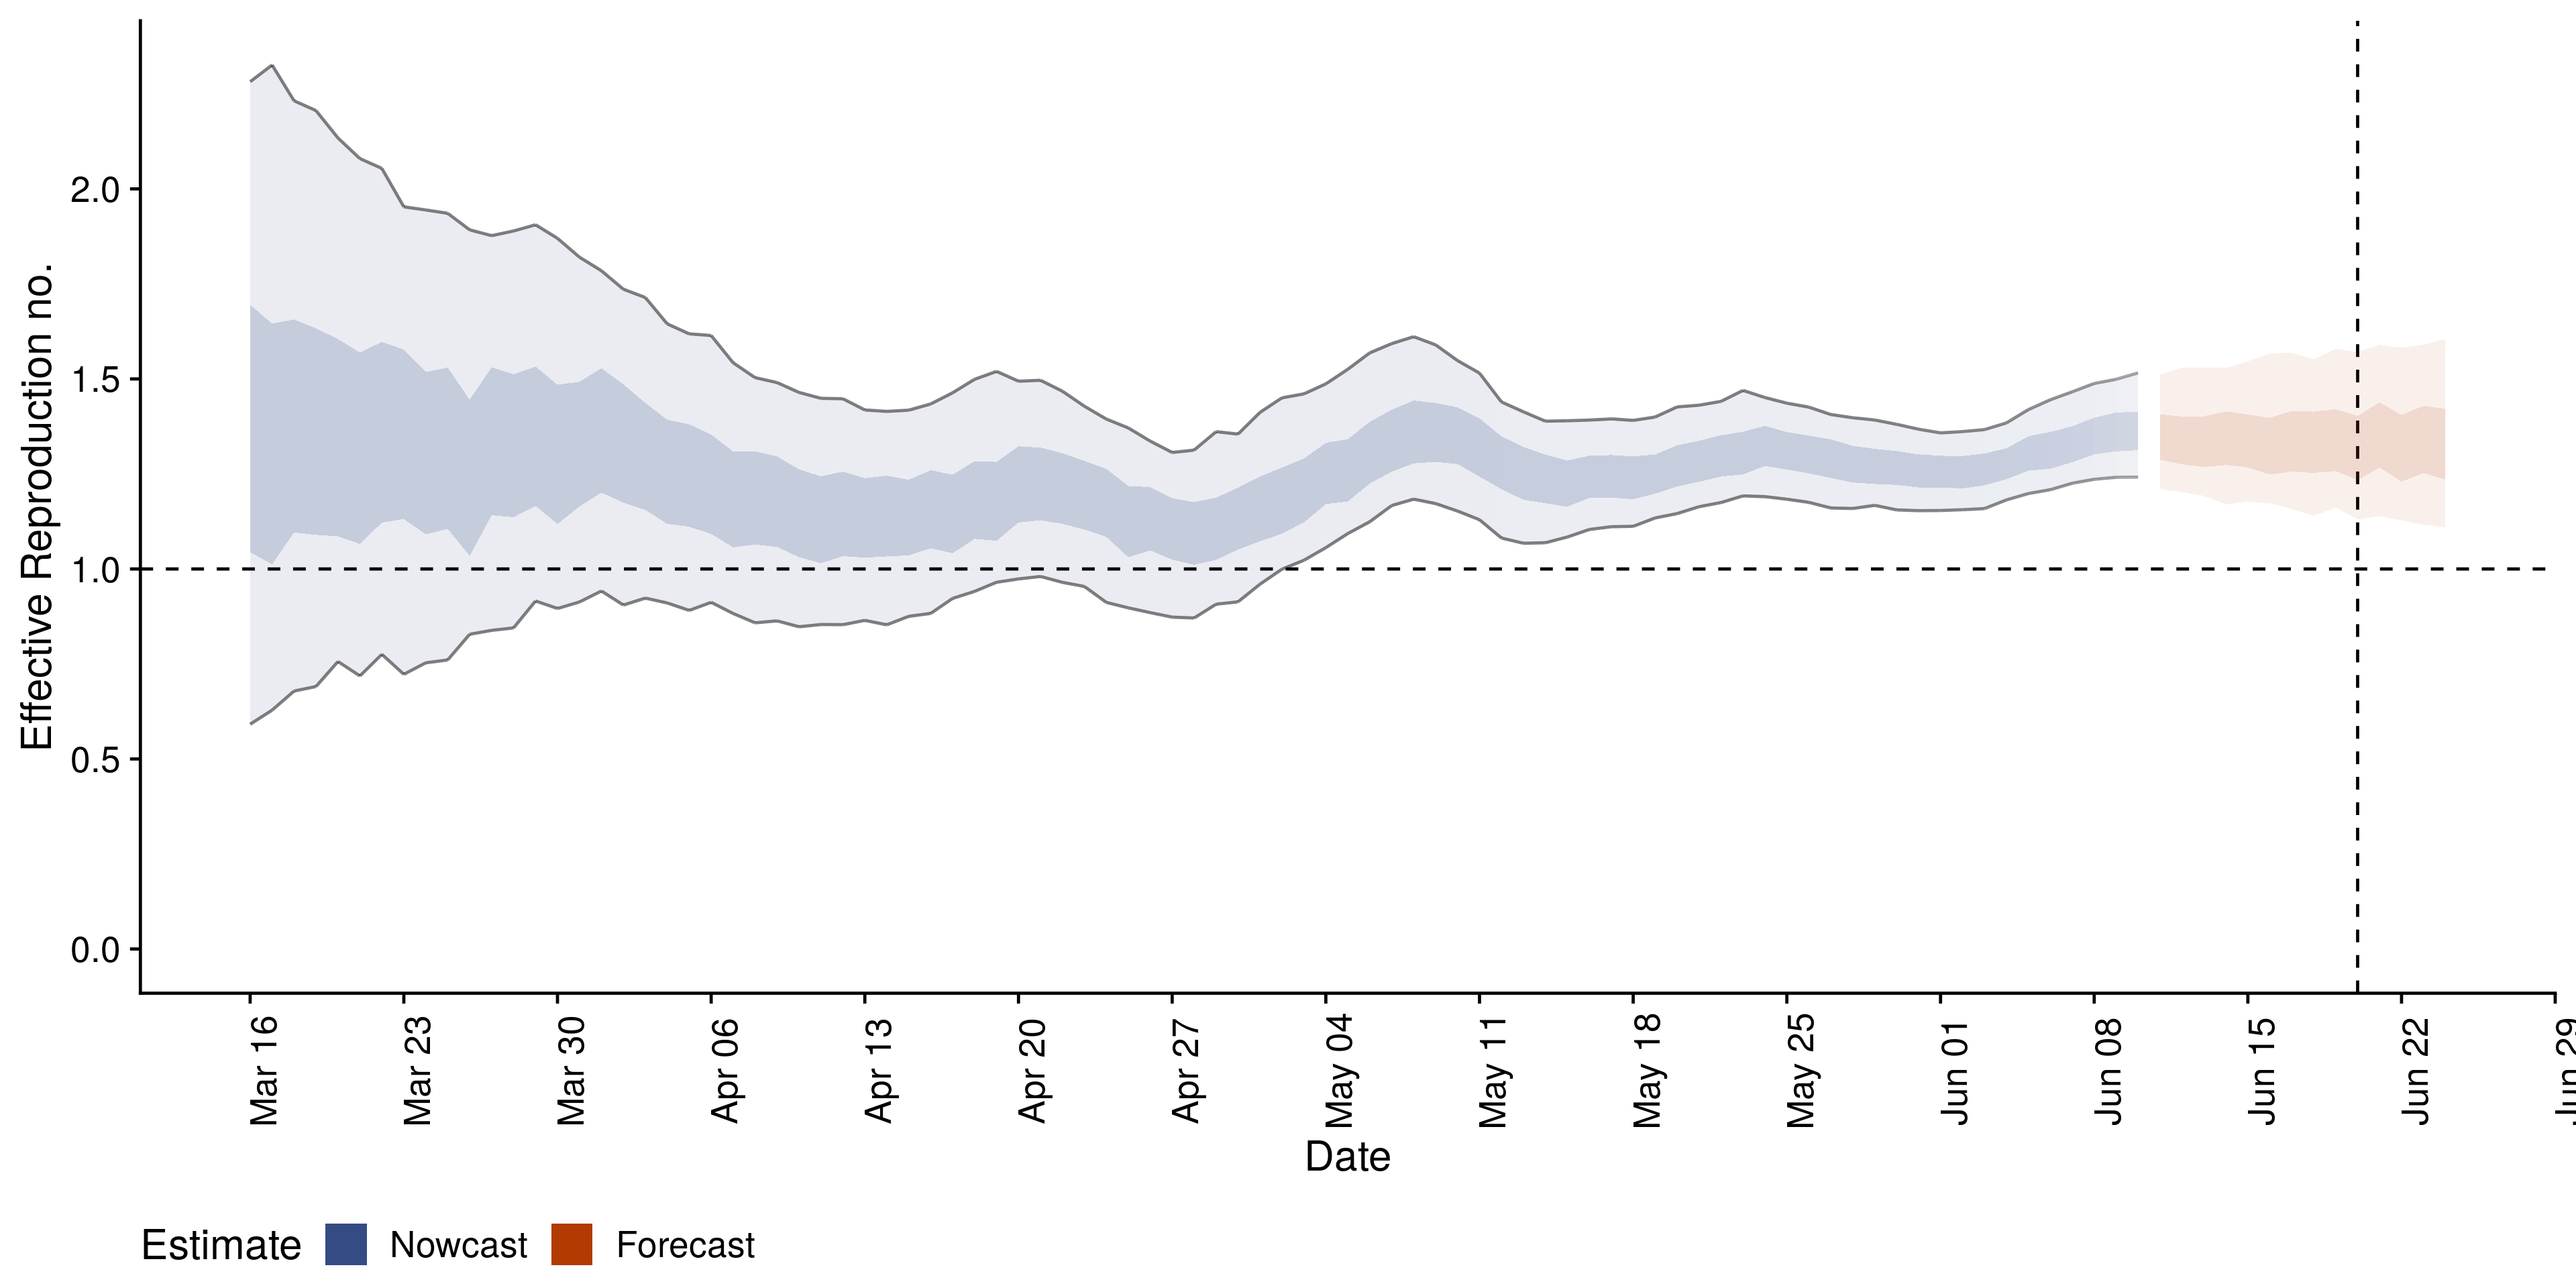 Effective Reproduction no.
2.0
1.5
1.0
0.5
0.0
Mar 16
Mar 23
Mar 30
Apr 06
Apr 13
Apr 20
Apr 27
May 04
May 11
May 18
May 25
Jun 01
Jun 08
Jun 15
Jun 22
Jun 29
Date
Estimate Nowcast Forecast